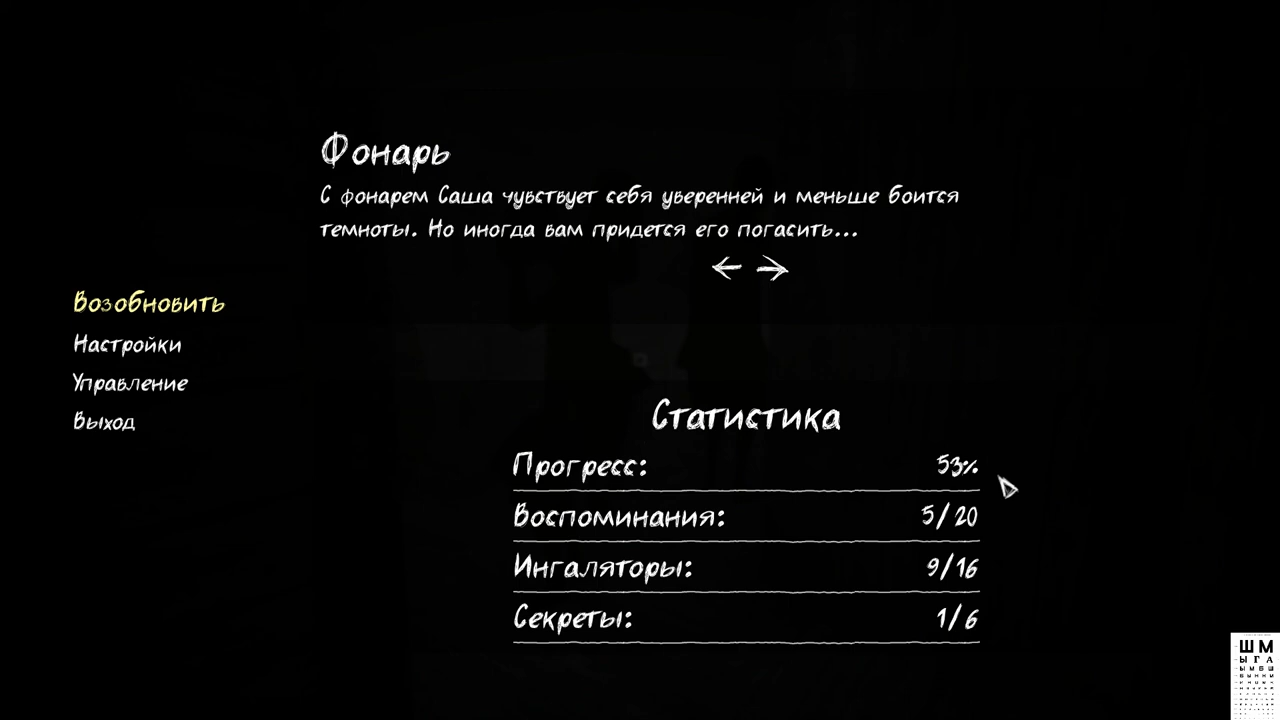 Фонарь
С фонарем Саша чувствует себя уверенней и меньше боится
темноты. Но иногда вам придется его погасить...
Возобновить
Настройки
Управление
Выход
Статистика
Прогресс: 53%
Воспоминания: 5/20
Ингаляторы: 9/16
Секреты: 1/6
Ш М
Ы Г А
Ы М Б Ш
Б Ы Н К И